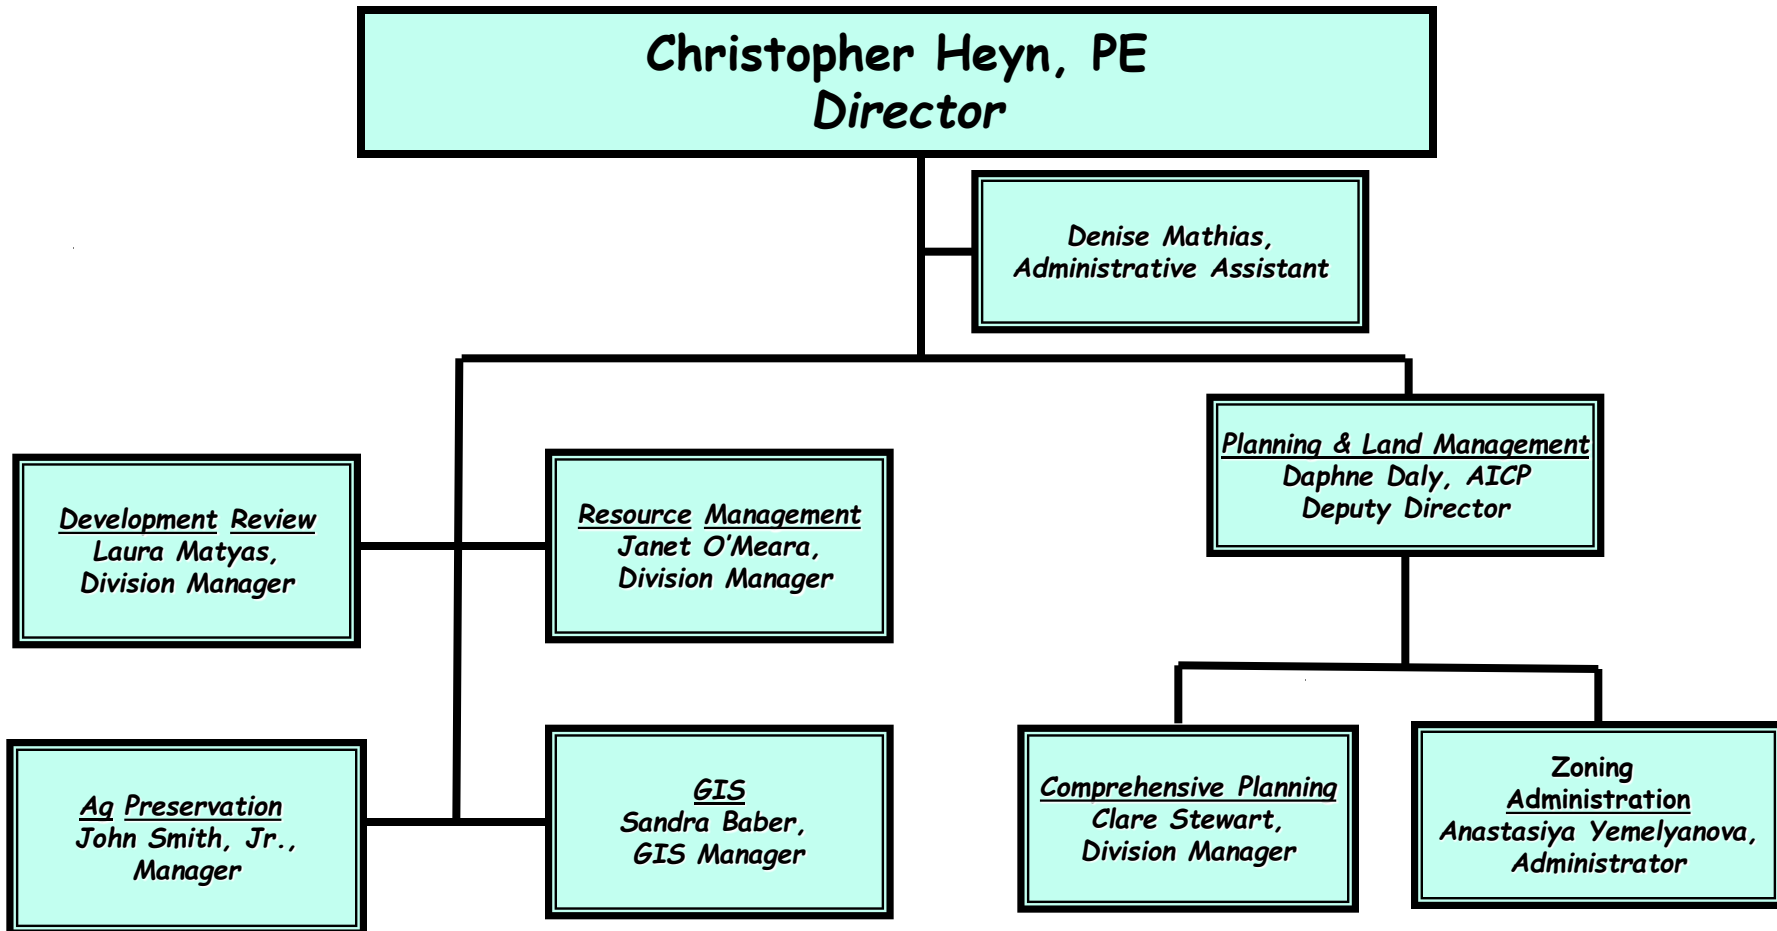 Christopher Heyn, PE
Director
Denise Mathias,
Administrative Assistant
Planning & Land Management
Daphne Daly, AICP
Deputy Director
Development Review
Laura Matyas,
Division Manager
Resource Management
Janet O’Meara,
Division Manager
Ag Preservation
John Smith, Jr.,
Manager
GIS
Sandra Baber,
GIS Manager
Comprehensive Planning
Clare Stewart,
Division Manager
Zoning
Administration
Anastasiya Yemelyanova,
Administrator